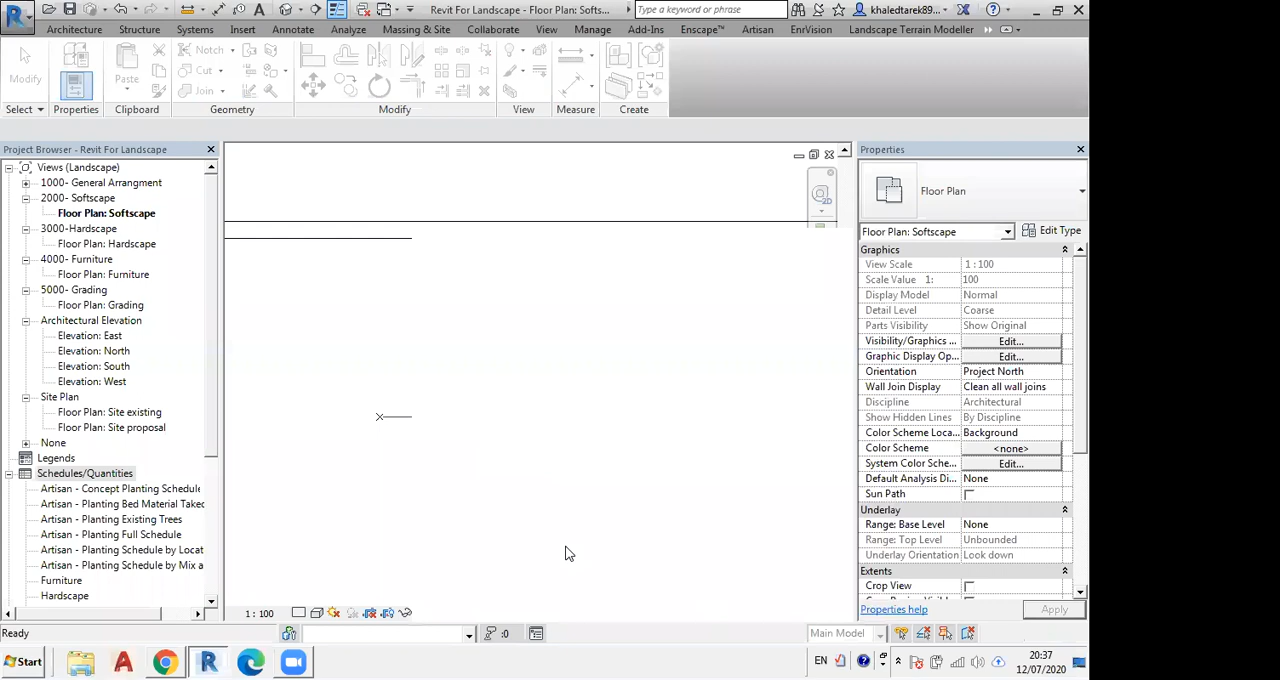 Revit For Landscape - Floor Plan: Softs...
Type a keyword or phrase
khaledtarek89...
Architecture Structure Systems Insert Annotate Analyze Massing & Site Collaborate View Manage Add-Ins Enscape™ Artisan EnrVision Landscape Terrain Modeller
Modify
Paste
Notch
Cut
Join
Select Properties Clipboard Geometry Modify View Measure Create
Project Browser - Revit For Landscape
Views (Landscape)
1000- General Arrangment
2000- Softscape
Floor Plan: Softscape
3000-Hardscape
Floor Plan: Hardscape
4000- Furniture
Floor Plan: Furniture
5000- Grading
Floor Plan: Grading
Architectural Elevation
Elevation: East
Elevation: North
Elevation: South
Elevation: West
Site Plan
Floor Plan: Site existing
Floor Plan: Site proposal
None
Legends
Schedules/Quantities
Artisan - Concept Planting Schedule
Artisan - Planting Bed Material Takec
Artisan - Planting Existing Trees
Artisan - Planting Full Schedule
Artisan - Planting Schedule by Locat
Artisan - Planting Schedule by Mix a
Furniture
Hardscape
2D
1 : 100
Properties
Floor Plan
Floor Plan: Softscape Edit Type
Graphics
View Scale 1 : 100
Scale Value 1: 100
Display Model Normal
Detail Level Coarse
Parts Visibility Show Original
Visibility/Graphics ... Edit...
Graphic Display Op... Edit...
Orientation Project North
Wall Join Display Clean all wall joins
Discipline Architectural
Show Hidden Lines By Discipline
Color Scheme Loca... Background
Color Scheme <none>
System Color Sche... Edit...
Default Analysis Di... None
Sun Path
Underlay
Range: Base Level None
Range: Top Level Unbounded
Underlay Orientation Look down
Extents
Crop View
Properties help Apply
Ready
:0
Main Model
Start
EN
20:37
12/07/2020